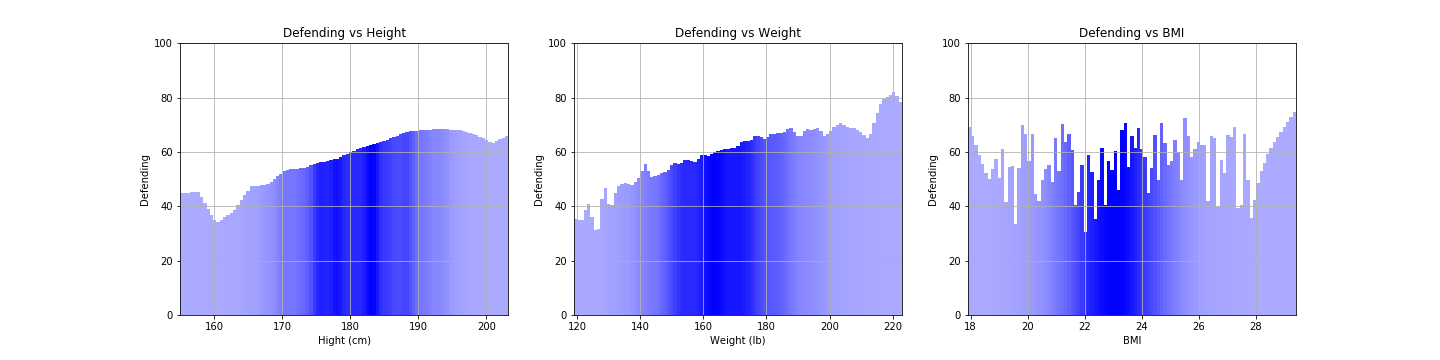 Defending vs Height
100
80
60
40
20
0
Defending
160 170 180 190 200
Hight (cm)
Defending vs Weight
100
80
60
40
20
0
Defending
120 140 160 180 200 220
Weight (lb)
Defending vs BMI
100
80
60
40
20
0
Defending
18 20 22 24 26 28
BMI